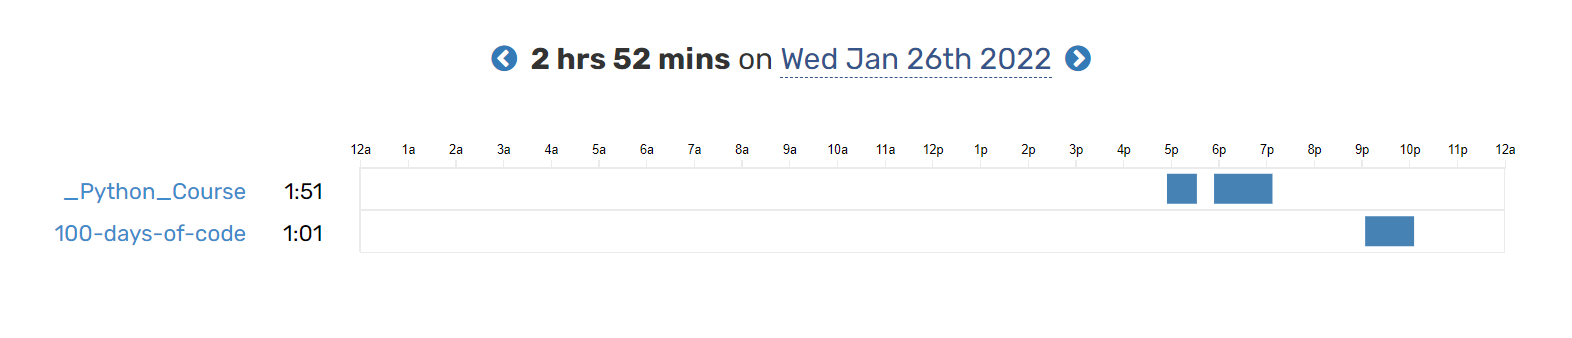 2 hrs 52 mins on Wed Jan 26th 2022
12a 1a 2a 3a 4a 5a 6a 7a 8a 9a 10a 11a 12p 1p 2p 3p 4p 5p 6p 7p 8p 9p 10p 11p 12a
_Python_Course 1:51
100-days-of-code 1:01